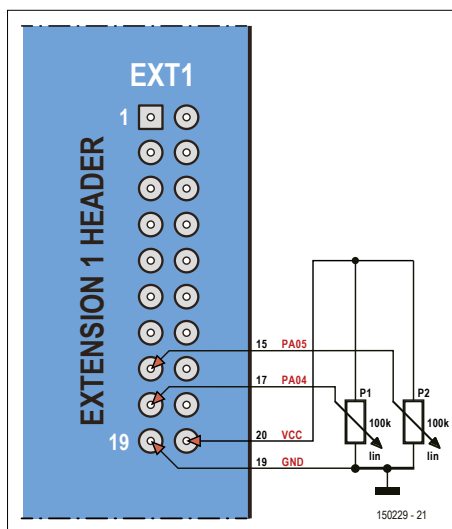 EXT1
1
EXTENSION 1 HEADER
15 PA05
17 PA04
P1
P2
100k
100k
19
20 VCC
lin
lin
19 GND
150229 - 21